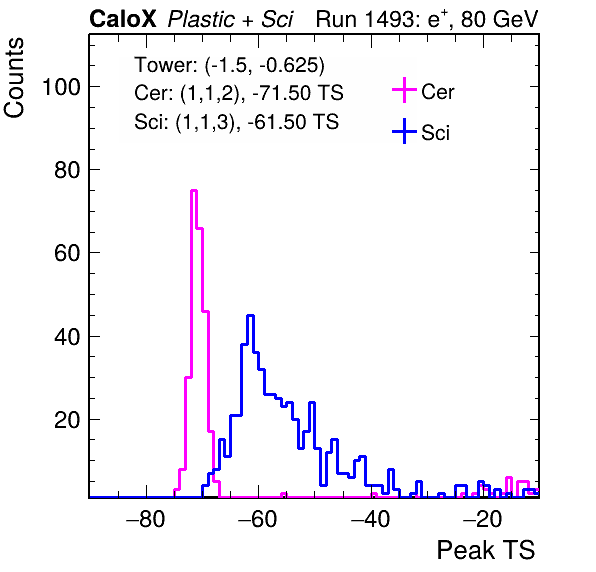 CaloX Plastic + Sci Run 1493: e⁺, 80 GeV
Tower: (-1.5, -0.625)
Cer: (1,1,2), -71.50 TS
Sci: (1,1,3), -61.50 TS
Cer
Sci
Counts
100
80
60
40
20
−80 −60 −40 −20
Peak TS